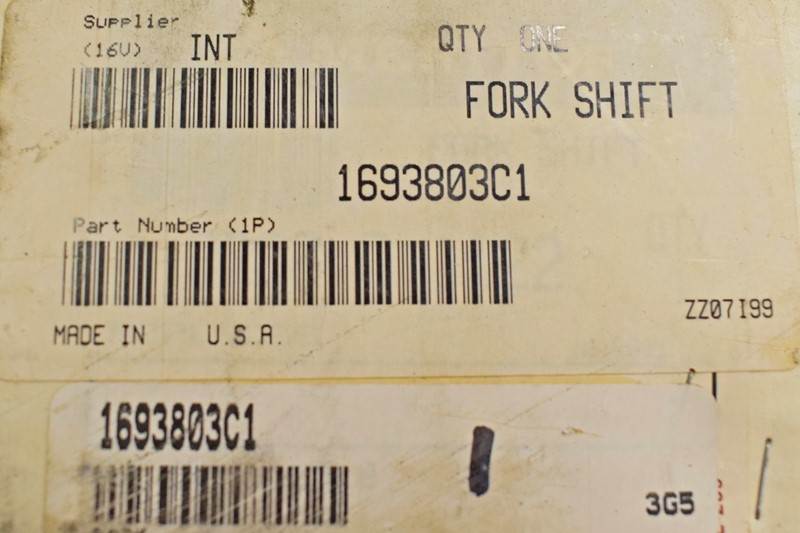 Supplier
(16V) INT
QTY ONE
FORK SHIFT
1693803C1
Part Number (1P)
ZZ07I99
MADE IN U.S.A.
1693803C1
3G5